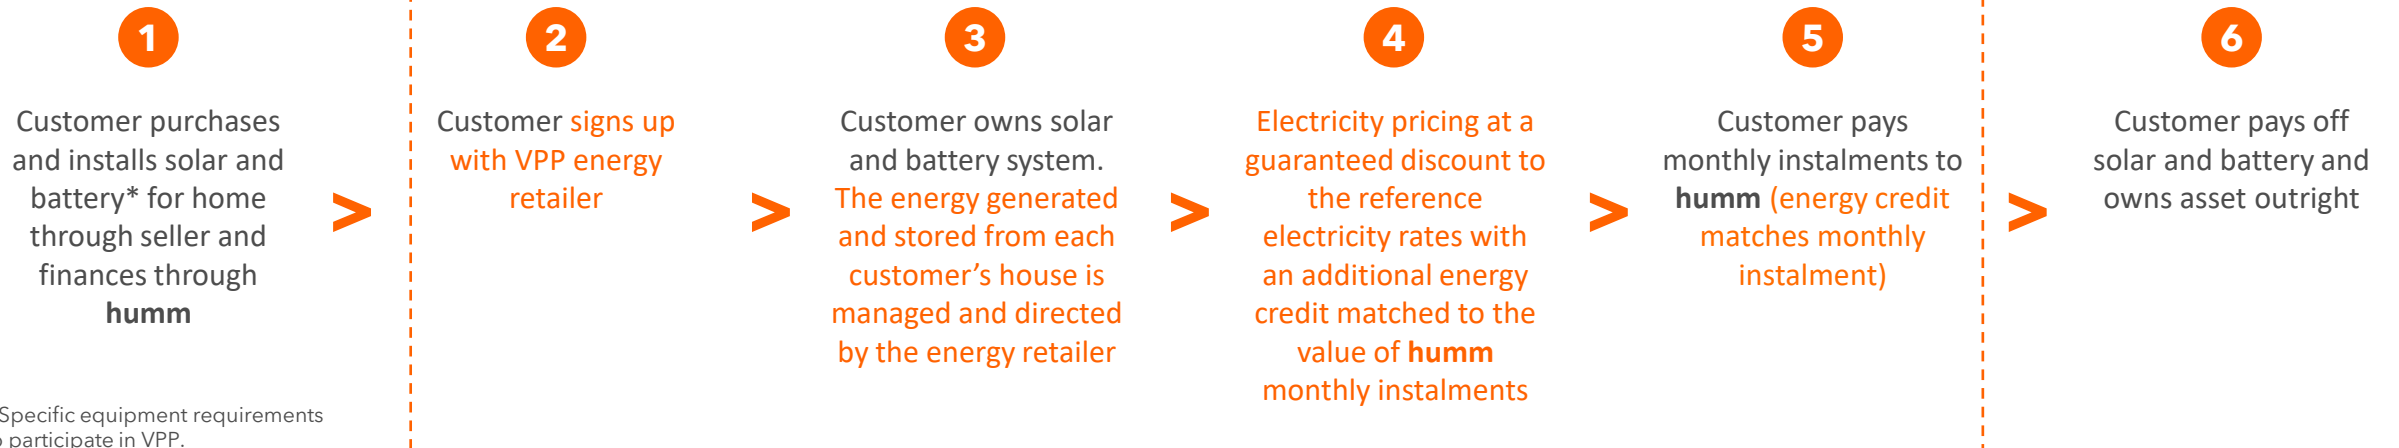 1
Customer purchases
and installs solar and
battery* for home
through seller and
finances through
humm
Specific equipment requirements
participate in VPP.
>
2
Customer signs up
with VPP energy
retailer
>
3
Customer owns solar
and battery system.
The energy generated
and stored from each
customer’s house is
managed and directed
by the energy retailer
>
4
Electricity pricing at a
guaranteed discount to
the reference
electricity rates with
an additional energy
credit matched to the
value of humm
monthly instalments
>
5
Customer pays
monthly instalments to
humm (energy credit
matches monthly
instalment)
>
6
Customer pays off
solar and battery and
owns asset outright